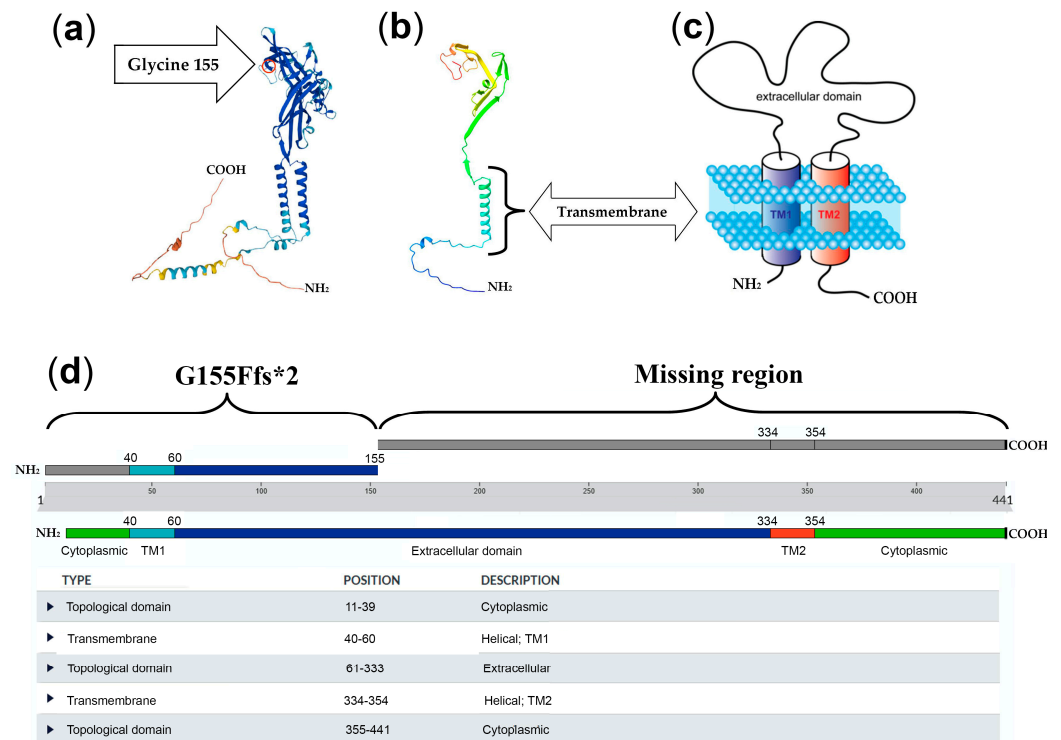 (a)
Glycine 155
COOH
NH₂
(b)
NH₂
Transmembrane
(c)
extracellular domain
TM1
TM2
NH₂
COOH
(d)
G155Ffs*2
Missing region
334 354
COOH
40 60 155
NH₂
50 100 150 200 250 300 350 400
1 441
40 60 334 354
NH₂ COOH
Cytoplasmic TM1 Extracellular domain TM2 Cytoplasmic
TYPE POSITION DESCRIPTION
Topological domain 11-39 Cytoplasmic
Transmembrane 40-60 Helical; TM1
Topological domain 61-333 Extracellular
Transmembrane 334-354 Helical; TM2
Topological domain 355-441 Cytoplasmic